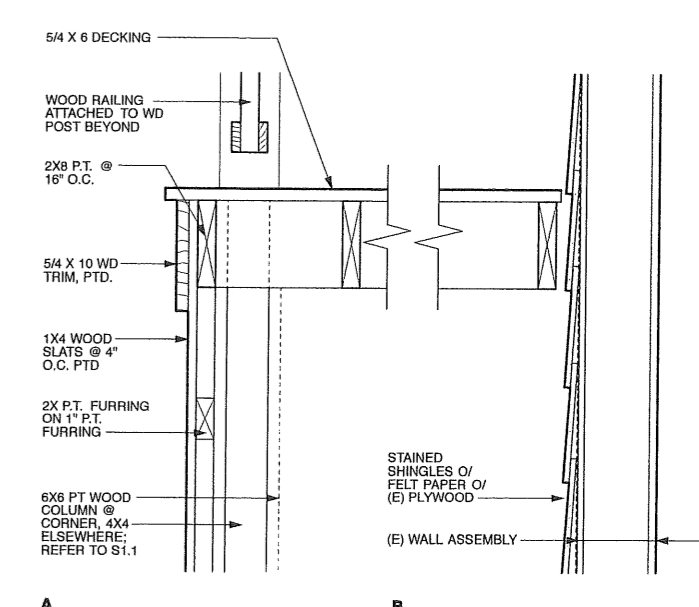 5/4 X 6 DECKING
WOOD RAILING
ATTACHED TO WD
POST BEYOND
2X8 P.T. @
16" O.C.
5/4 X 10 WD
TRIM, PTD.
1X4 WOOD
SLATS @ 4"
O.C. PTD
2X P.T. FURRING
ON 1" P.T.
FURRING
6X6 PT WOOD
COLUMN @
CORNER, 4X4
ELSEWHERE;
REFER TO S1.1
STAINED
SHINGLES O/
FELT PAPER O/
(E) PLYWOOD
(E) WALL ASSEMBLY
A
B